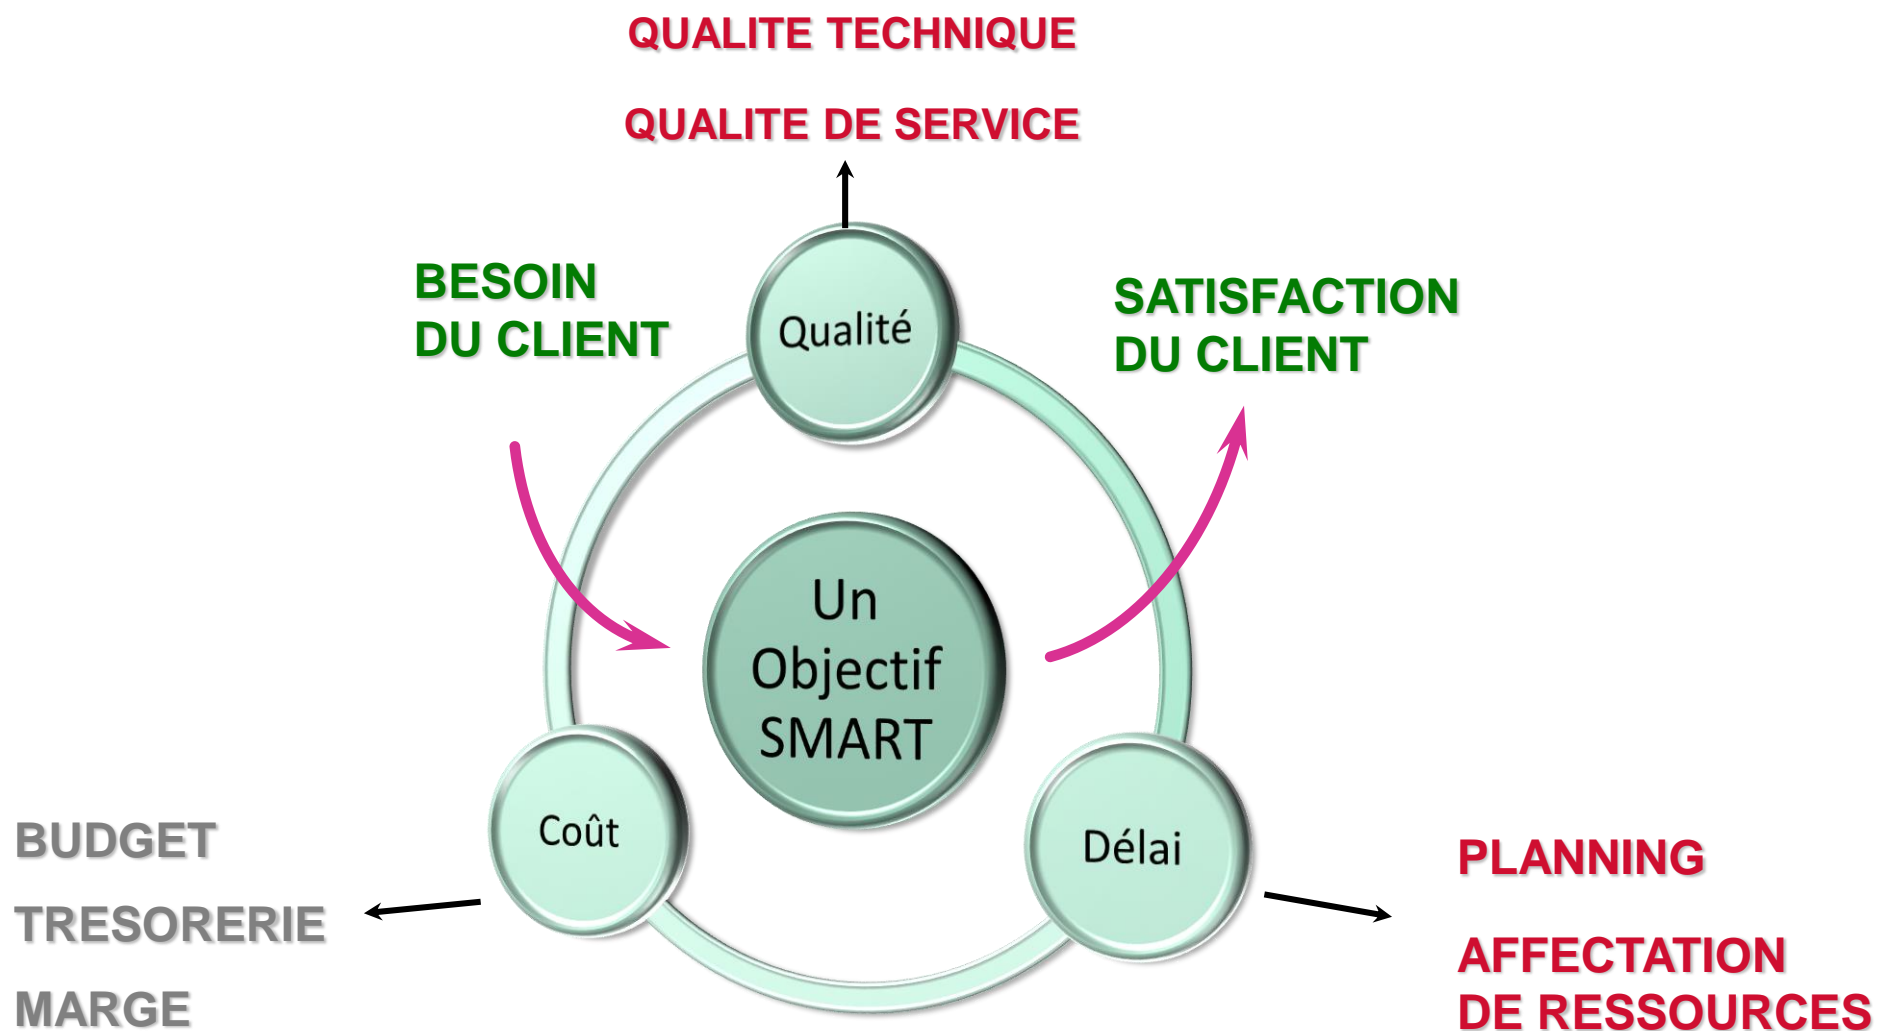 QUALITE TECHNIQUE
QUALITE DE SERVICE
BESOIN
DU CLIENT
Qualité
SATISFACTION
DU CLIENT
Un
Objectif
SMART
Coût
Délai
BUDGET
TRESORERIE
MARGE
PLANNING
AFFECTATION
DE RESSOURCES